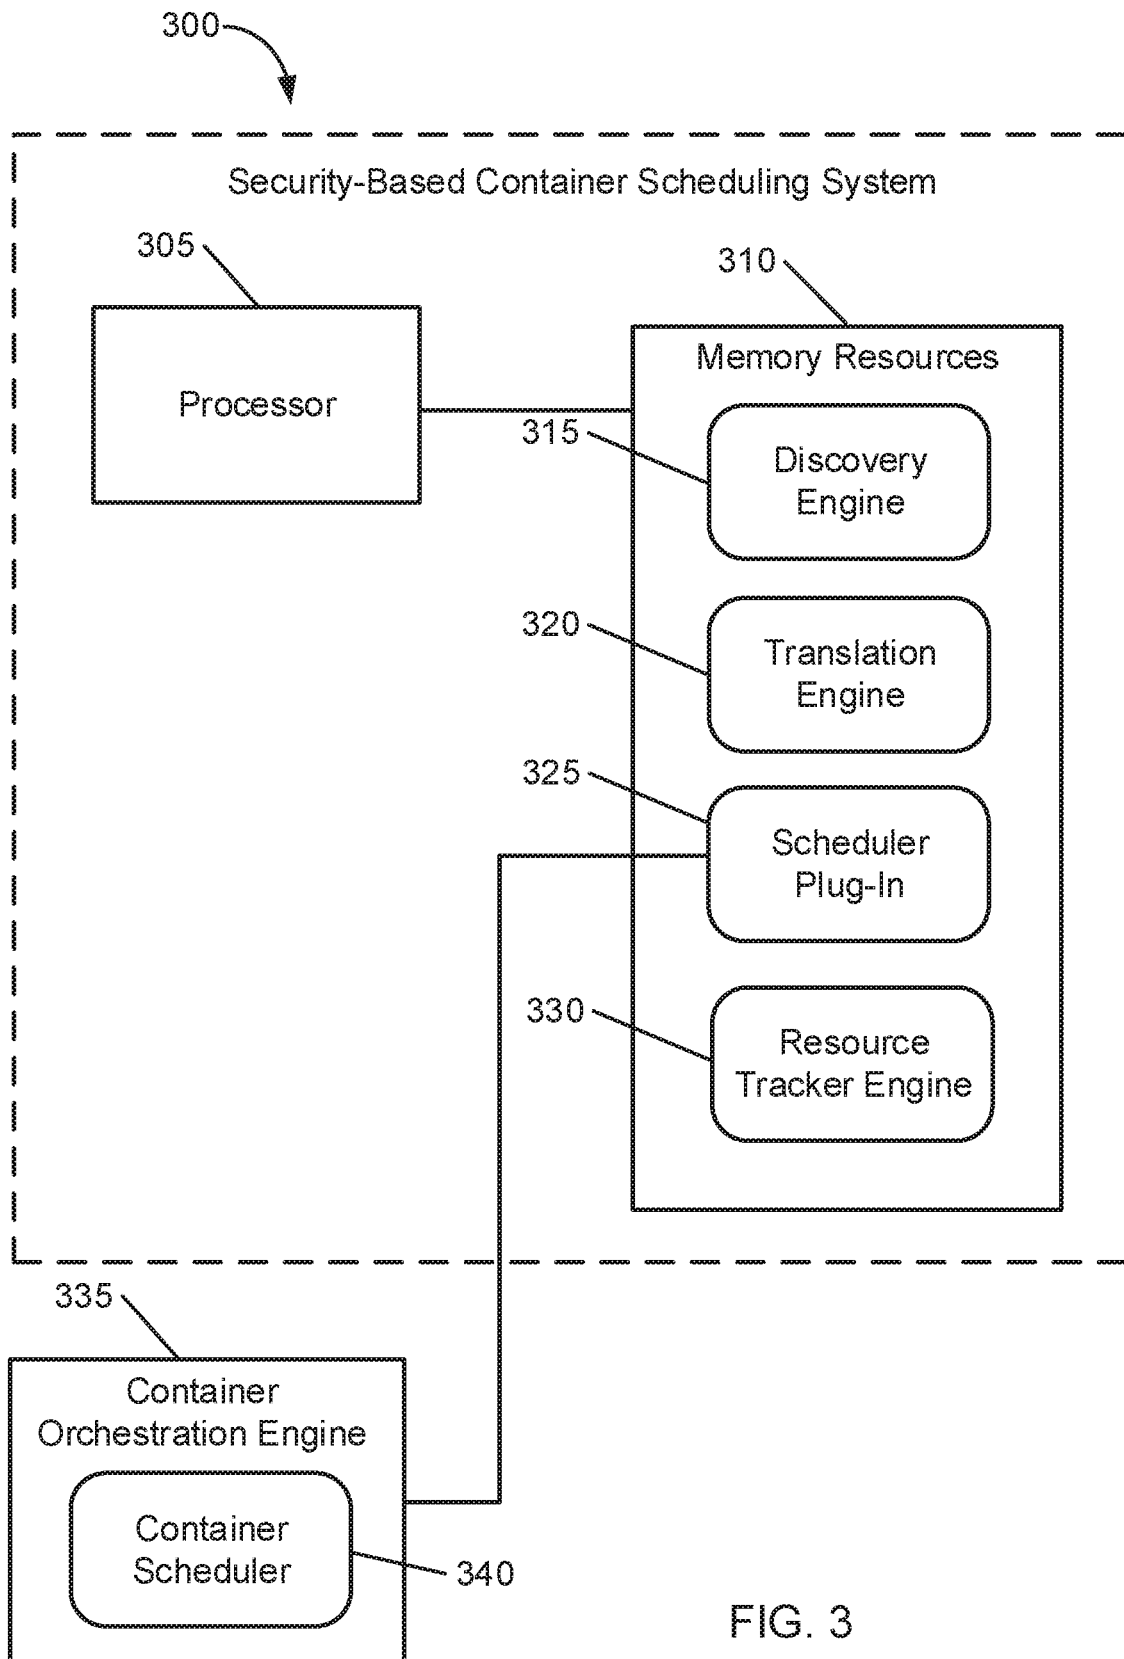 300
Security-Based Container Scheduling System
305
310
Processor
Memory Resources
315
Discovery
Engine
320
Translation
Engine
325
Scheduler
Plug-In
330
Resource
Tracker Engine
335
Container
Orchestration Engine
Container
Scheduler
340
FIG. 3